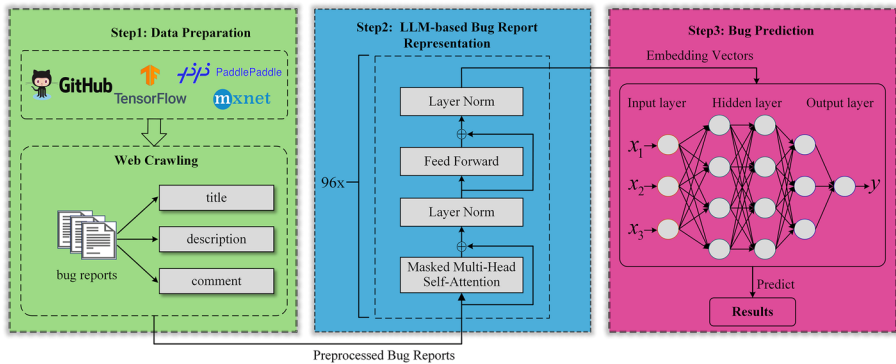 Step1: Data Preparation
GitHub
TensorFlow
PaddlePaddle
mxnet
Web Crawling
bug reports
title
description
comment
Preprocessed Bug Reports
Step2: LLM-based Bug Report
Representation
96x
Layer Norm
Feed Forward
Layer Norm
Masked Multi-Head
Self-Attention
Step3: Bug Prediction
Embedding Vectors
Input layer Hidden layer Output layer
x1
x2
x3
y
Predict
Results